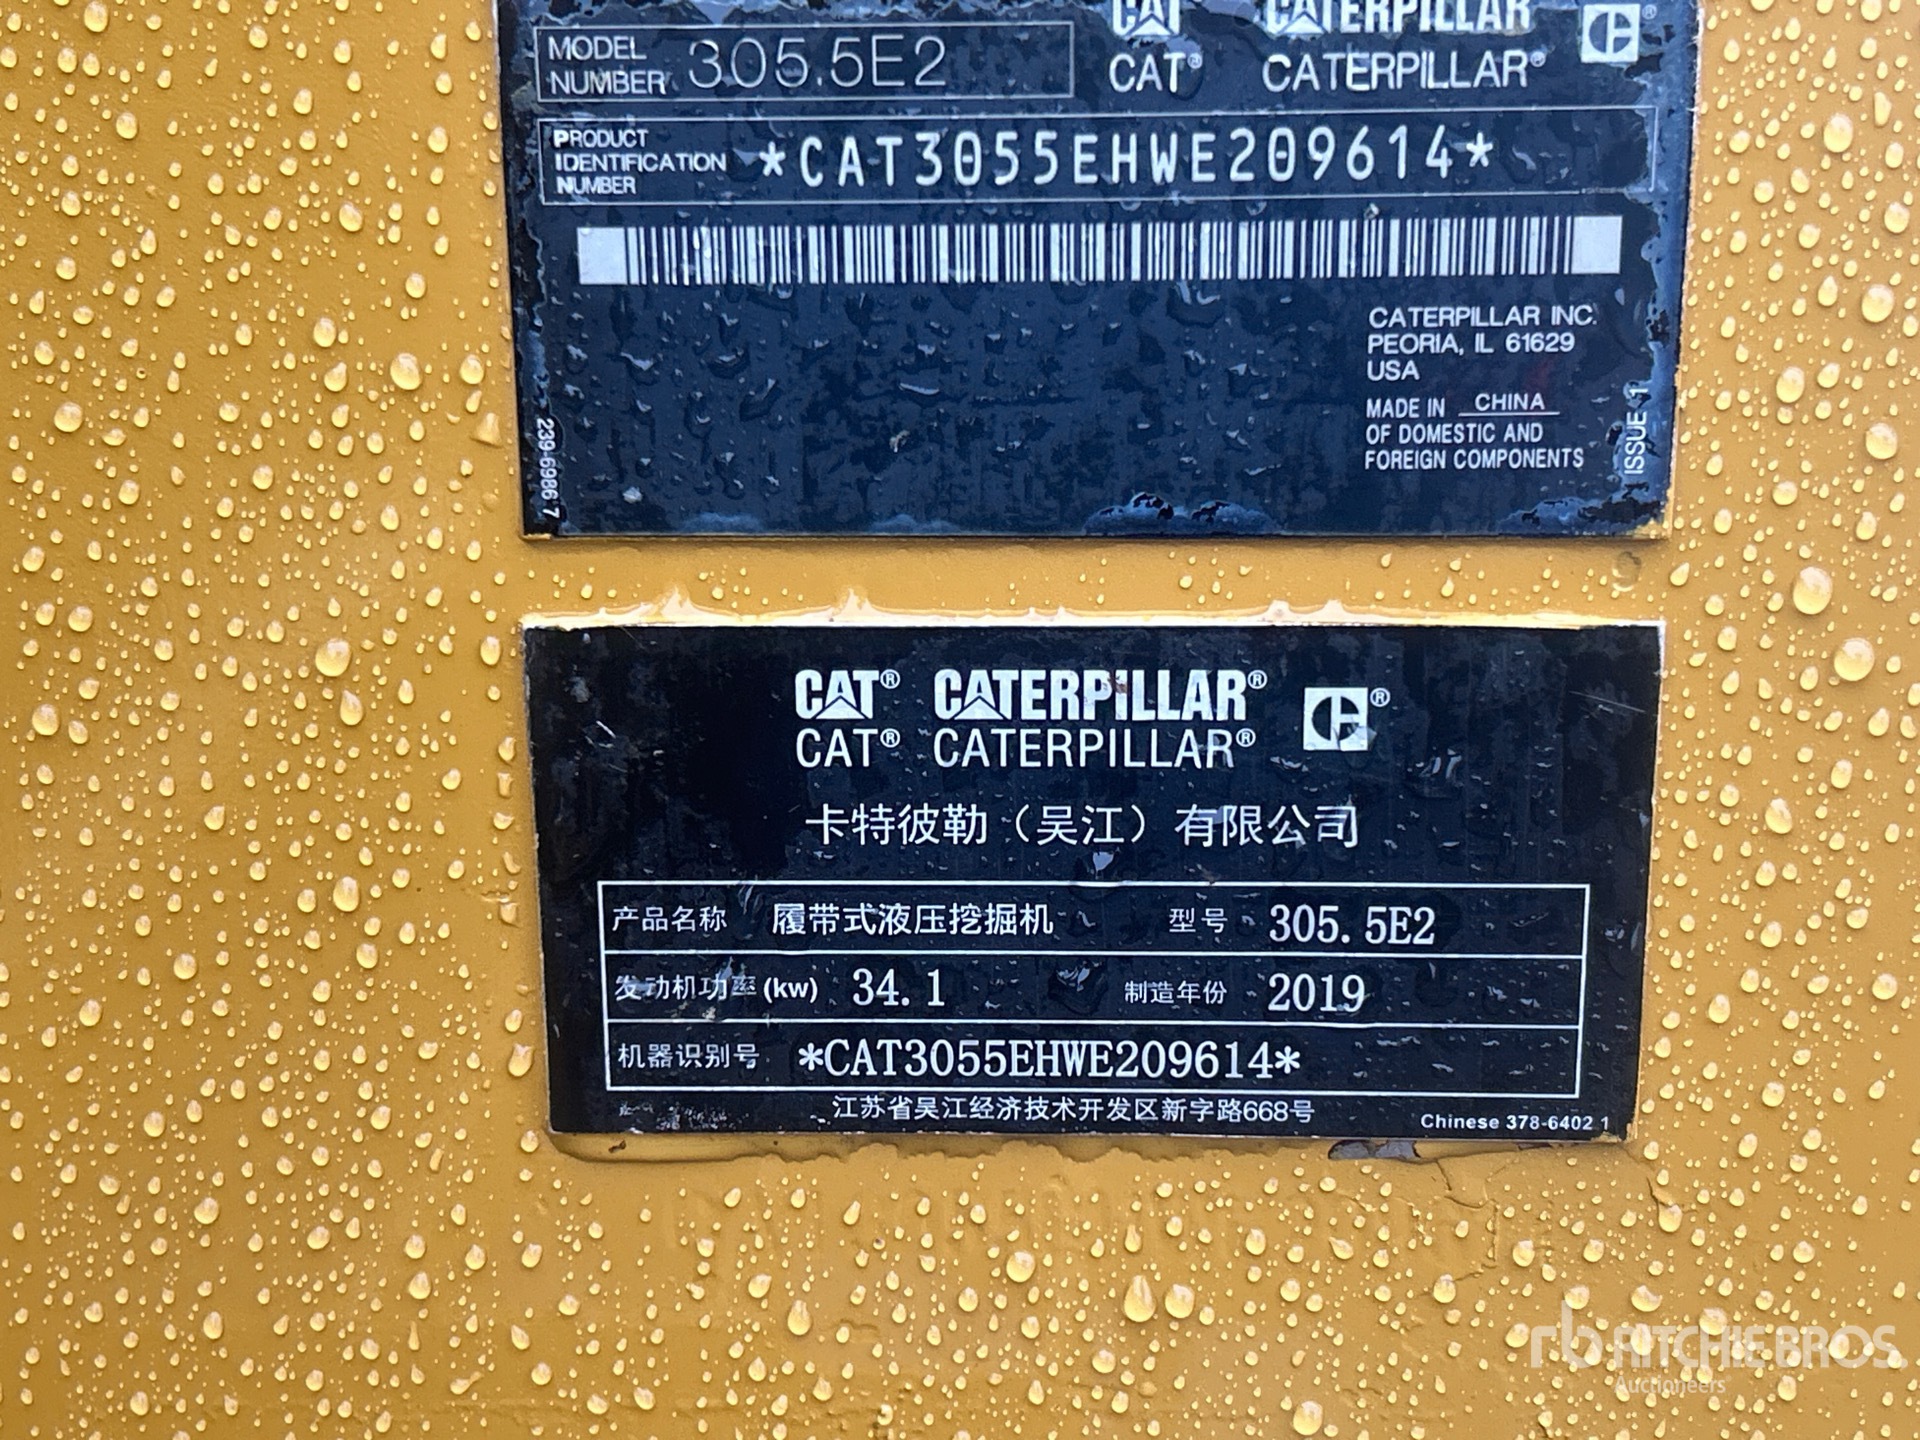 CAT CATERPILLAR ®
MODEL NUMBER 305.5E2
CAT® CATERPILLAR®
PRODUCT IDENTIFICATION NUMBER *CAT3055EHWE209614*
CATERPILLAR INC.
PEORIA, IL 61629
USA
MADE IN CHINA
OF DOMESTIC AND
FOREIGN COMPONENTS
ISSUE 1
239-6986 7
CAT® CATERPILLAR® ®
CAT® CATERPILLAR®
卡特彼勒（吴江）有限公司
产品名称 履带式液压挖掘机 型号 305.5E2
发动机功率(kw) 34.1 制造年份 2019
机器识别号 *CAT3055EHWE209614*
江苏省吴江经济技术开发区新字路668号
Chinese 378-6402 1
rb RITCHIE BROS.
Auctioneers